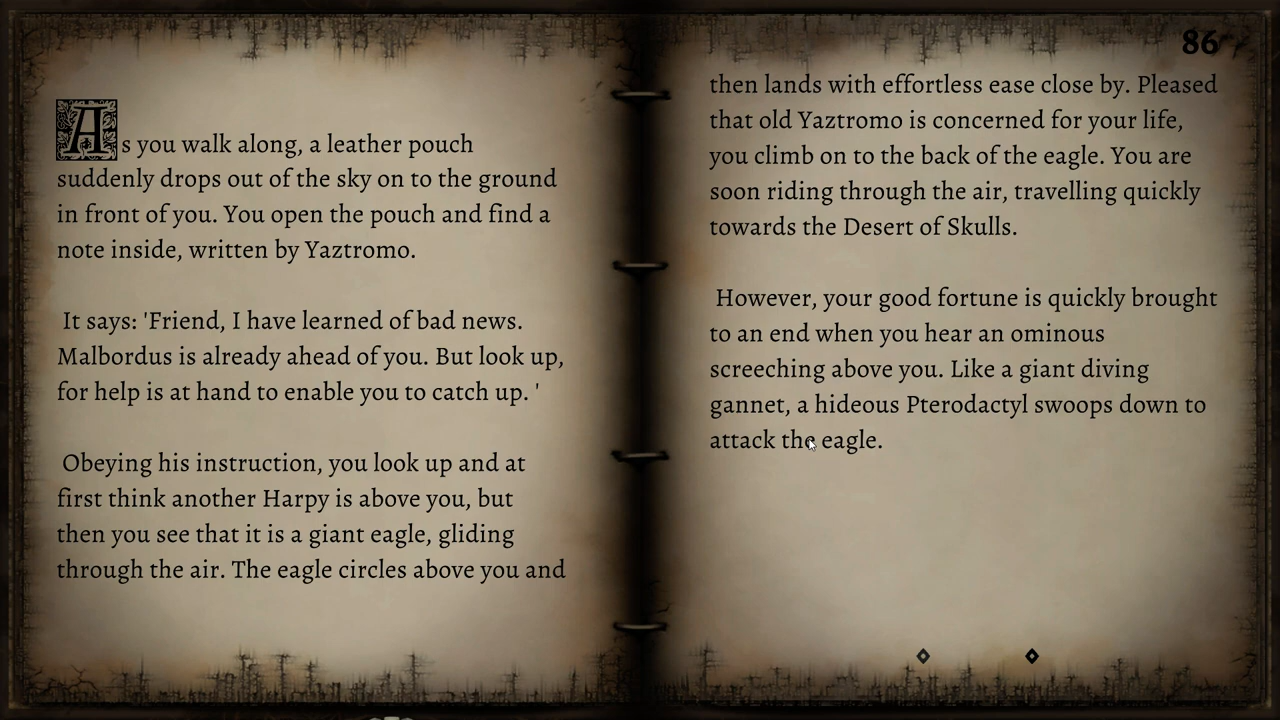 As you walk along, a leather pouch
suddenly drops out of the sky on to the ground
in front of you. You open the pouch and find a
note inside, written by Yaztromo.
It says: 'Friend, I have learned of bad news.
Malbordus is already ahead of you. But look up,
for help is at hand to enable you to catch up. '
Obeying his instruction, you look up and at
first think another Harpy is above you, but
then you see that it is a giant eagle, gliding
through the air. The eagle circles above you and
86
then lands with effortless ease close by. Pleased
that old Yaztromo is concerned for your life,
you climb on to the back of the eagle. You are
soon riding through the air, travelling quickly
towards the Desert of Skulls.
However, your good fortune is quickly brought
to an end when you hear an ominous
screeching above you. Like a giant diving
gannet, a hideous Pterodactyl swoops down to
attack the eagle.